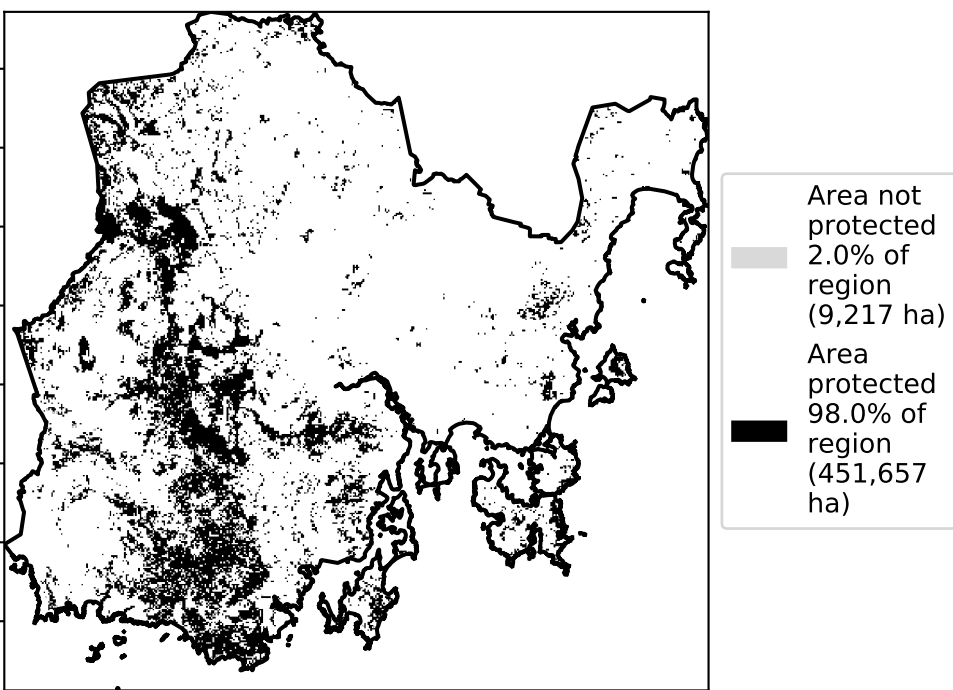 Area not
protected
2.0% of
region
(9,217 ha)
Area
protected
98.0% of
region
(451,657
ha)